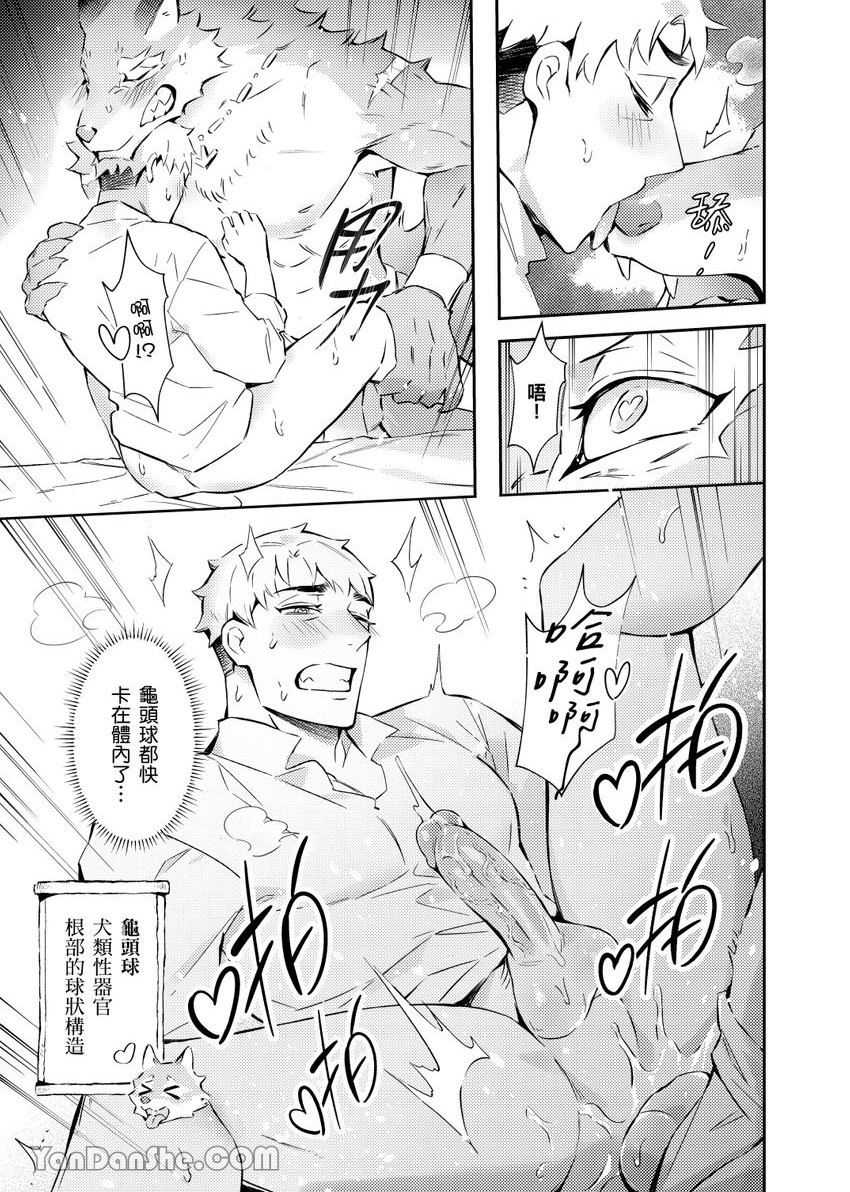 舔…
唔！
用力
啊啊!?
哈啊啊
啪
啪
龜頭球都快
卡在體內了…
啪
啪
龜頭球
犬類性器官
根部的球狀構造
YanDanShe.com